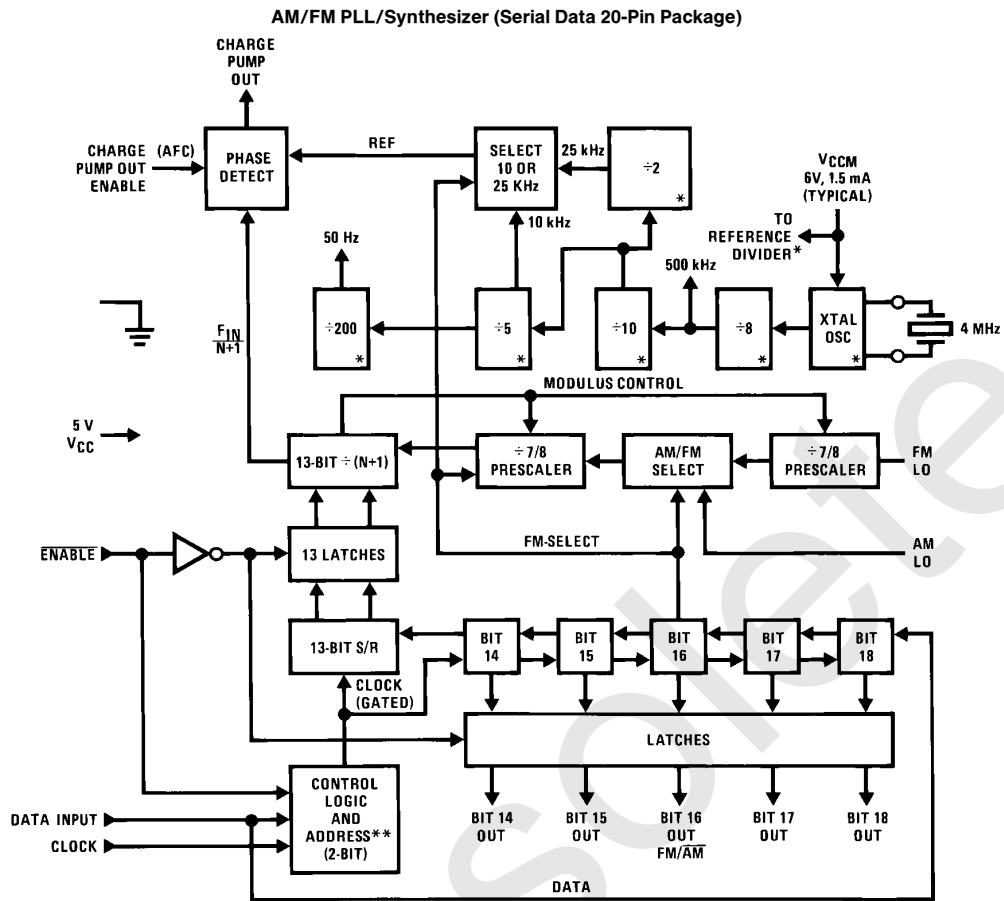 AM/FM PLL/Synthesizer (Serial Data 20-Pin Package)
CHARGE
PUMP
OUT
CHARGE
PUMP OUT
ENABLE
(AFC)
PHASE
DETECT
REF
SELECT
10 OR
25 KHz
25 kHz
÷2
*
VCCM
6V, 1.5 mA
(TYPICAL)
TO
REFERENCE
DIVIDER*
10 kHz
50 Hz
500 kHz
÷200
*
÷5
*
÷10
*
÷8
*
XTAL
OSC
*
4 MHz
FIN
N+1
MODULUS CONTROL
5 V
VCC
13-BIT ÷(N+1)
÷7/8
PRESCALER
AM/FM
SELECT
÷7/8
PRESCALER
FM
LO
ENABLE
13 LATCHES
FM-SELECT
AM
LO
13-BIT S/R
BIT
14
BIT
15
BIT
16
BIT
17
BIT
18
CLOCK
(GATED)
LATCHES
CONTROL
LOGIC
AND
ADDRESS**
(2-BIT)
DATA INPUT
CLOCK
BIT 14
OUT
BIT 15
OUT
BIT 16
OUT
FM/AM
BIT 17
OUT
BIT 18
OUT
DATA
solete